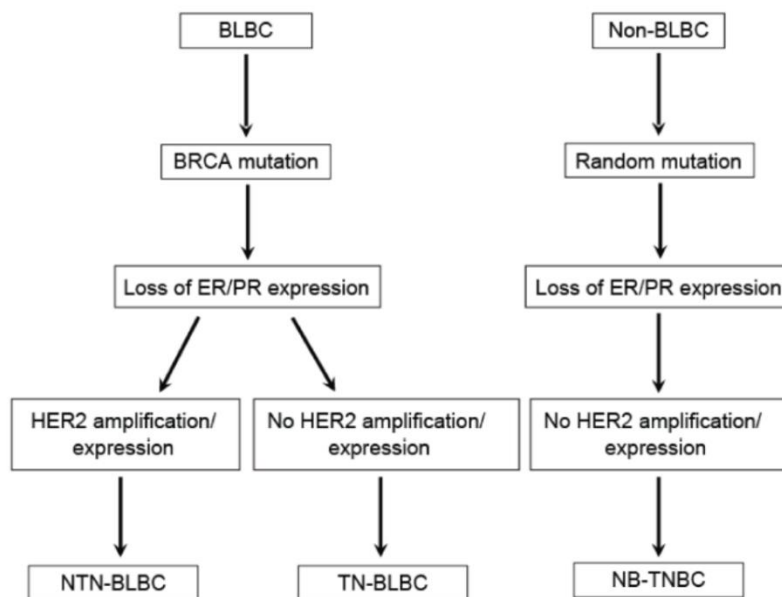 BLBC
Non-BLBC
BRCA mutation
Random mutation
Loss of ER/PR expression
Loss of ER/PR expression
HER2 amplification/
expression
No HER2 amplification/
expression
No HER2 amplification/
expression
NTN-BLBC
TN-BLBC
NB-TNBC